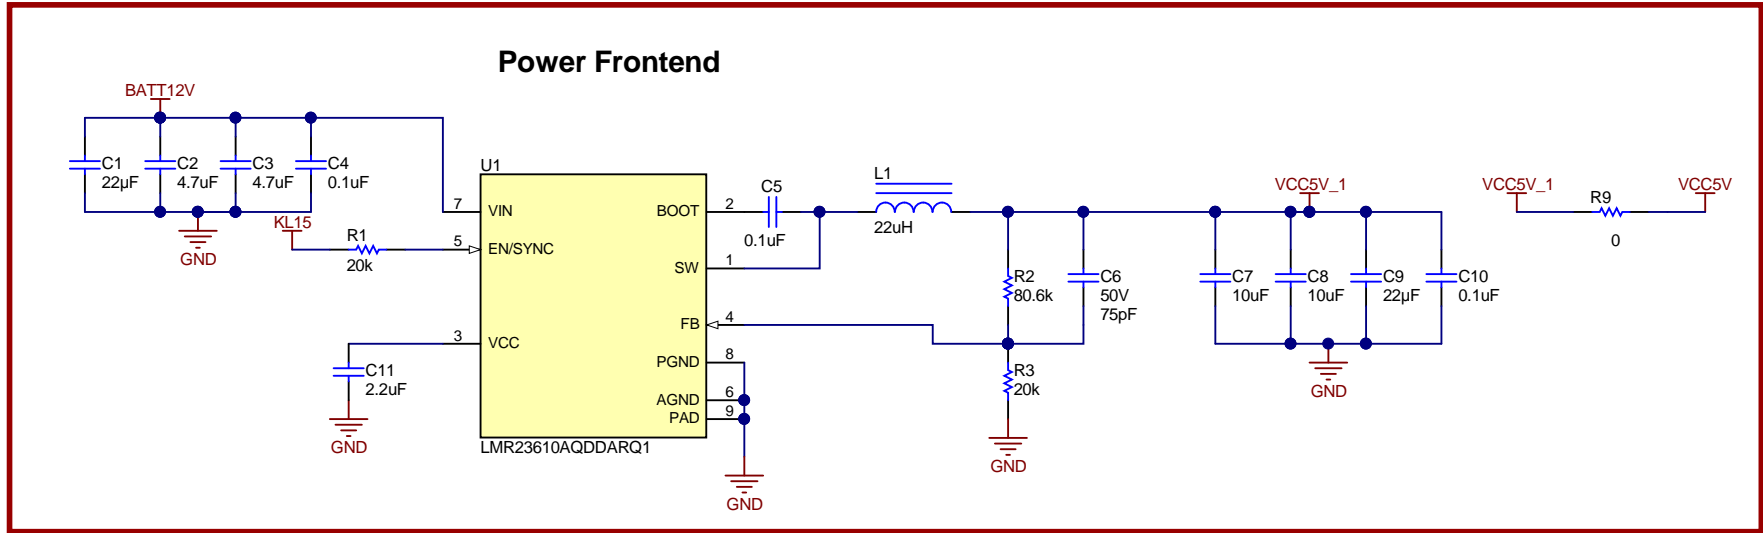 Power Frontend
BATT12V
C1
22µF
C2
4.7uF
C3
4.7uF
C4
0.1uF
GND
KL15
R1
20k
C11
2.2uF
GND
U1
7
VIN
5
EN/SYNC
3
VCC
BOOT
2
SW
1
FB
4
PGND
8
AGND
6
PAD
9
LMR23610AQDDARQ1
GND
C5
0.1uF
L1
22uH
R2
80.6k
C6
50V
75pF
R3
20k
GND
VCC5V_1
C7
10uF
C8
10uF
C9
22µF
C10
0.1uF
GND
VCC5V_1
R9
0
VCC5V